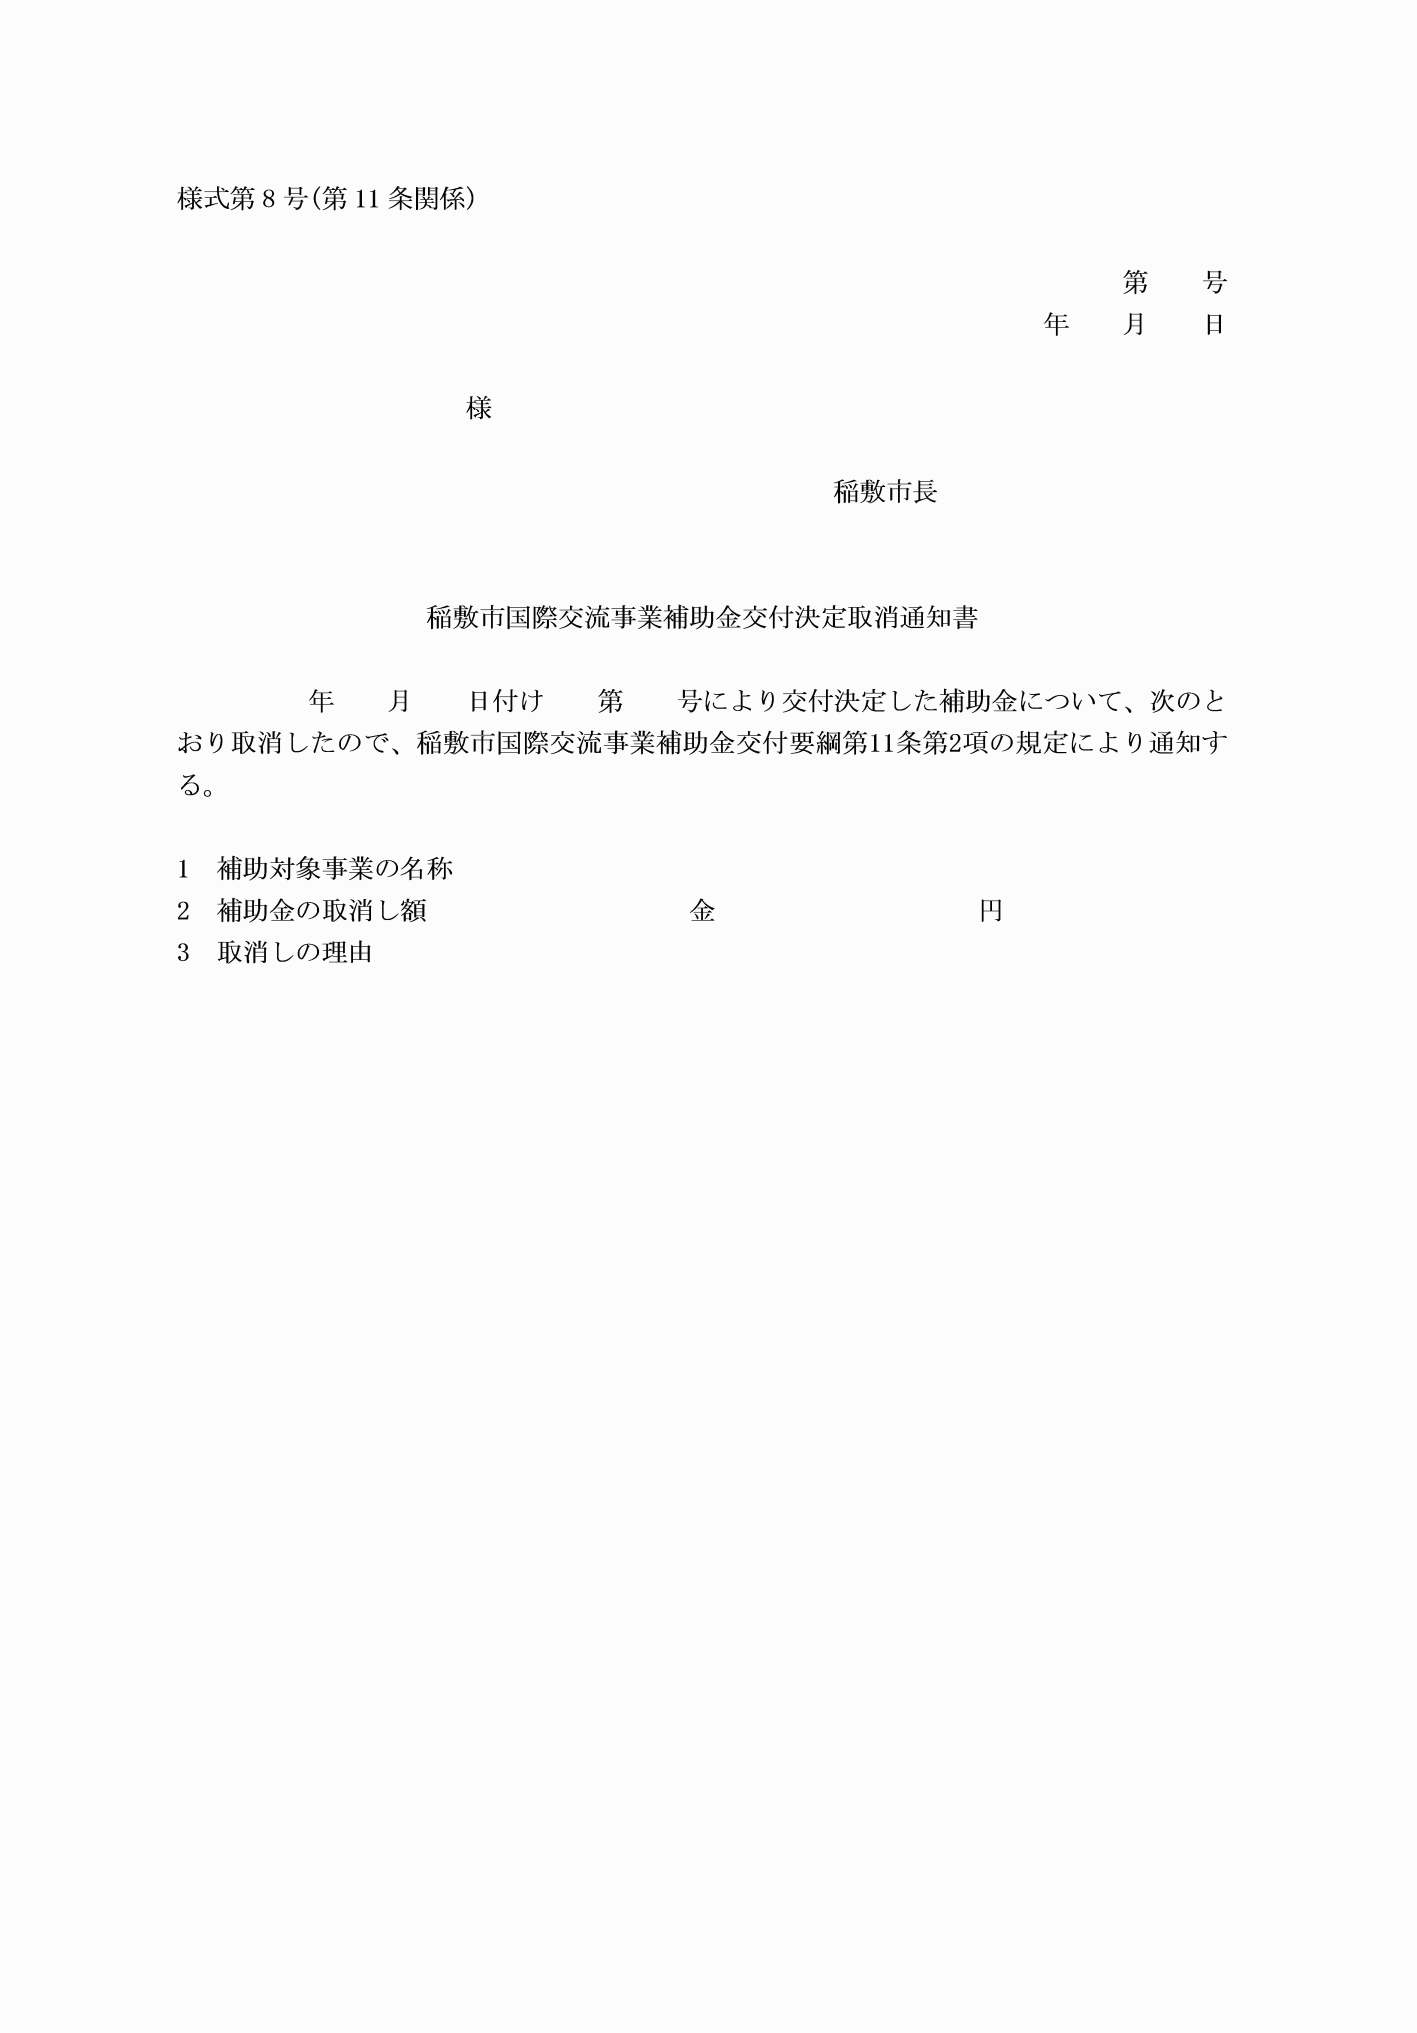 様式第 8 号(第 11 条関係)
第　　号
年　　月　　日
様
稲敷市長
稲敷市国際交流事業補助金交付決定取消通知書
年　　月　　日付け　　第　　号により交付決定した補助金について、次のと
おり取消したので、稲敷市国際交流事業補助金交付要綱第11条第2項の規定により通知す
る。
1　補助対象事業の名称
2　補助金の取消し額　　　　　　　　　　金　　　　　　　　　　円
3　取消しの理由